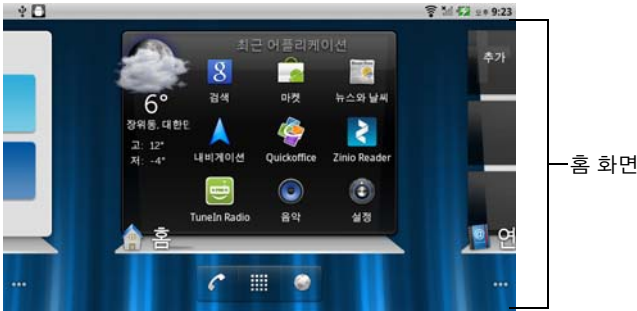 오후 9:23
최근 어플리케이션
추가
검색
마켓
뉴스와 날씨
6°
장위동, 대한민
고: 12°
저: -4°
내비게이션
Quickoffice
Zinio Reader
TuneIn Radio
음악
설정
홈
연
홈 화면